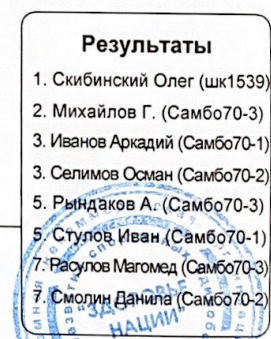 Результаты
1. Скибинский Олег (шк1539)
2. Михайлов Г. (Самбо70-3)
3. Иванов Аркадий (Самбо70-1)
3. Селимов Осман (Самбо70-2)
5. Рындаков А. (Самбо70-3)
5. Стулов Иван (Самбо70-1)
7. Расулов Магомед (Самбо70-3)
7. Смолин Данила (Самбо70-2)
"ЗДОРОВЬЕ
НАЦИИ"